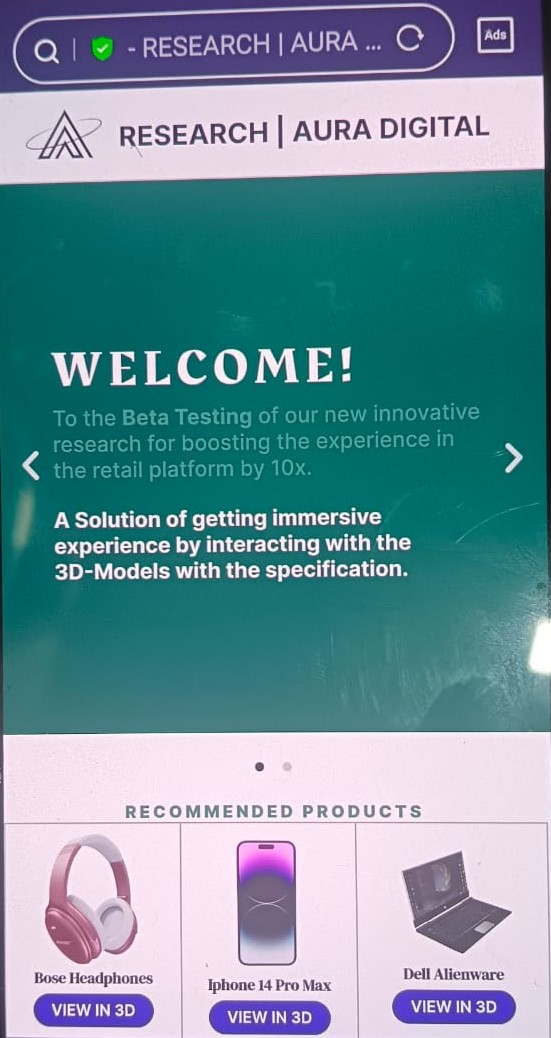 - RESEARCH | AURA ...
Ads
RESEARCH | AURA DIGITAL
WELCOME!
To the Beta Testing of our new innovative
research for boosting the experience in
the retail platform by 10x.
A Solution of getting immersive
experience by interacting with the
3D-Models with the specification.
RECOMMENDED PRODUCTS
Bose Headphones
Iphone 14 Pro Max
Dell Alienware
VIEW IN 3D
VIEW IN 3D
VIEW IN 3D